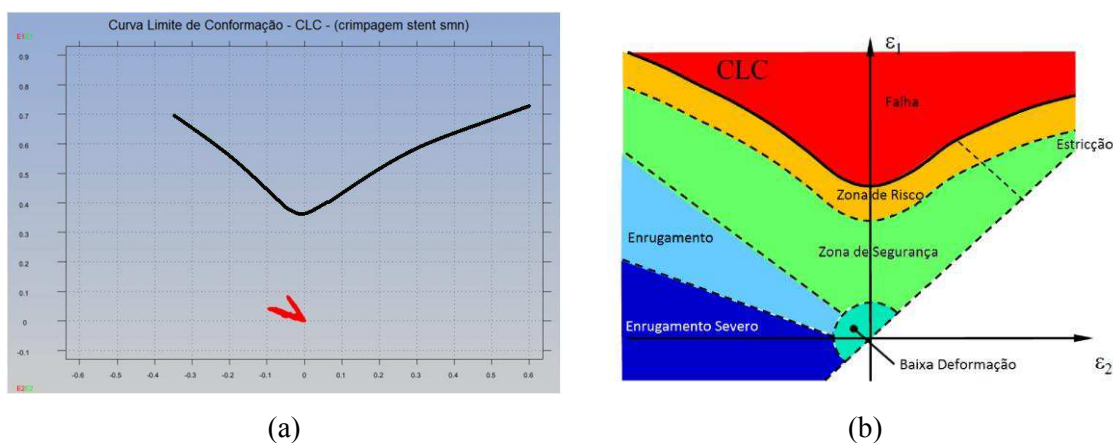 Curva Limite de Conformação - CLC - (crimpagem stent smn)
E1E1
0.9
0.8
0.7
0.6
0.5
0.4
0.3
0.2
0.1
0
-0.1
-0.6 -0.5 -0.4 -0.3 -0.2 -0.1 0 0.1 0.2 0.3 0.4 0.5 0.6
E2E2
(a)
ε1
CLC
Falha
Estricção
Zona de Risco
Enrugamento
Zona de Segurança
Enrugamento Severo
Baixa Deformação
ε2
(b)